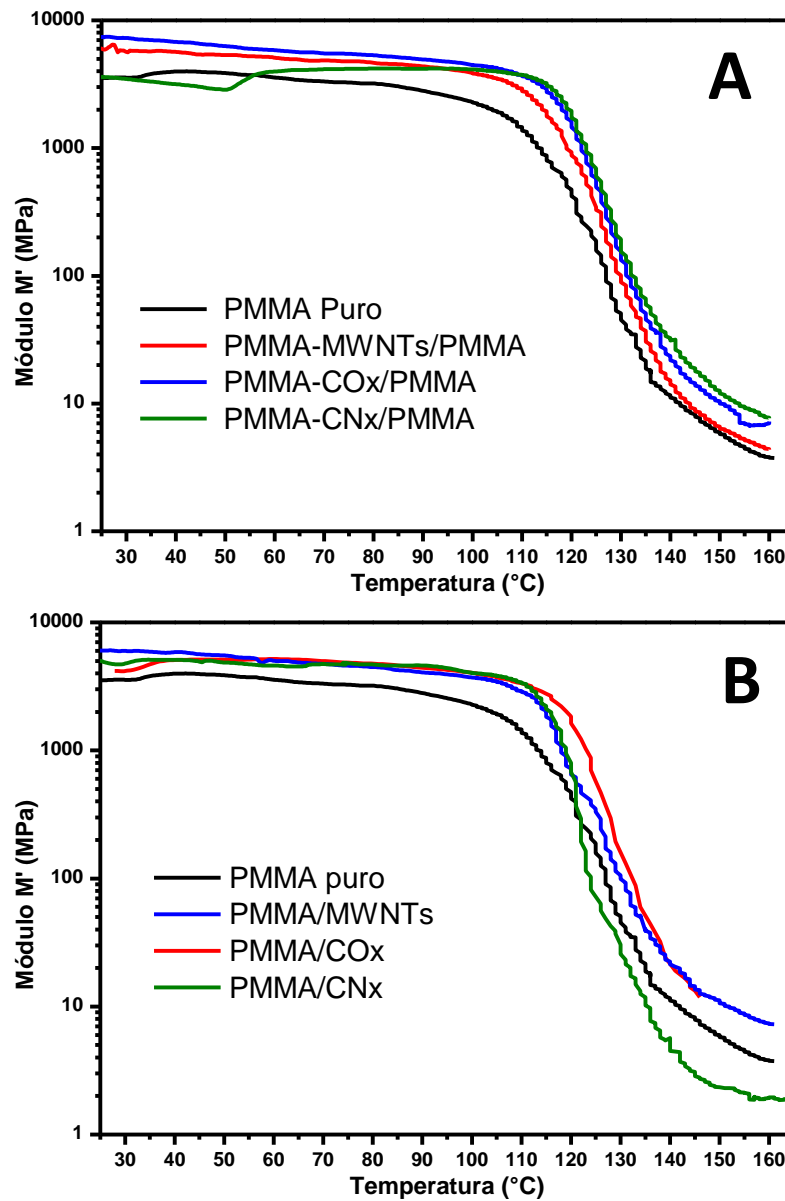 A
Módulo M' (MPa)
10000
1000
100
10
1
PMMA Puro
PMMA-MWNTs/PMMA
PMMA-COx/PMMA
PMMA-CNx/PMMA
30 40 50 60 70 80 90 100 110 120 130 140 150 160
Temperatura (°C)
B
Módulo M' (MPa)
10000
1000
100
10
1
PMMA puro
PMMA/MWNTs
PMMA/COx
PMMA/CNx
30 40 50 60 70 80 90 100 110 120 130 140 150 160
Temperatura (°C)